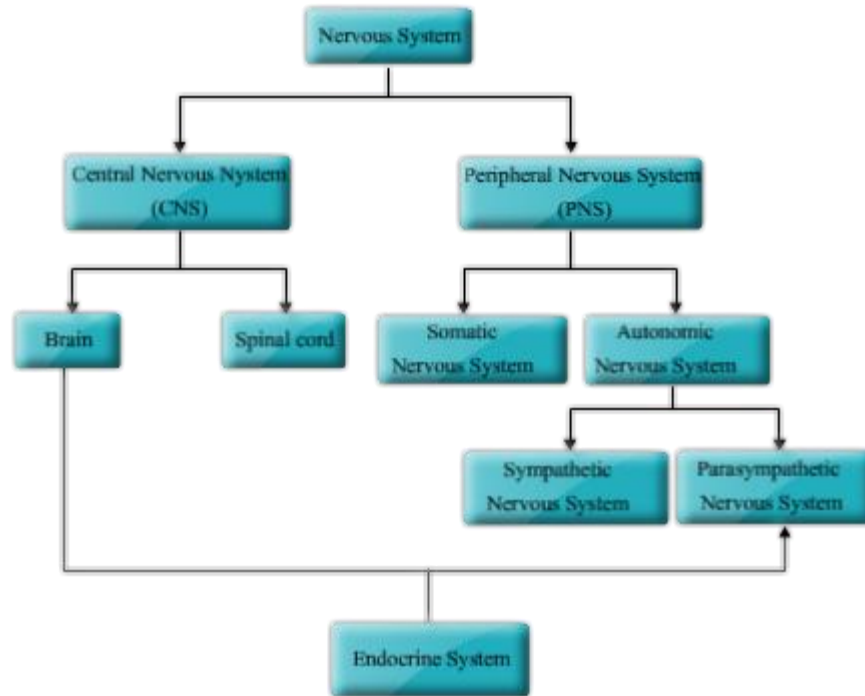 Nervous System
Central Nervous Nystem
(CNS)
Peripheral Nervous System
(PNS)
Brain
Spinal cord
Somatic
Nervous System
Autonomic
Nervous System
Sympathetic
Nervous System
Parasympathetic
Nervous System
Endocrine System